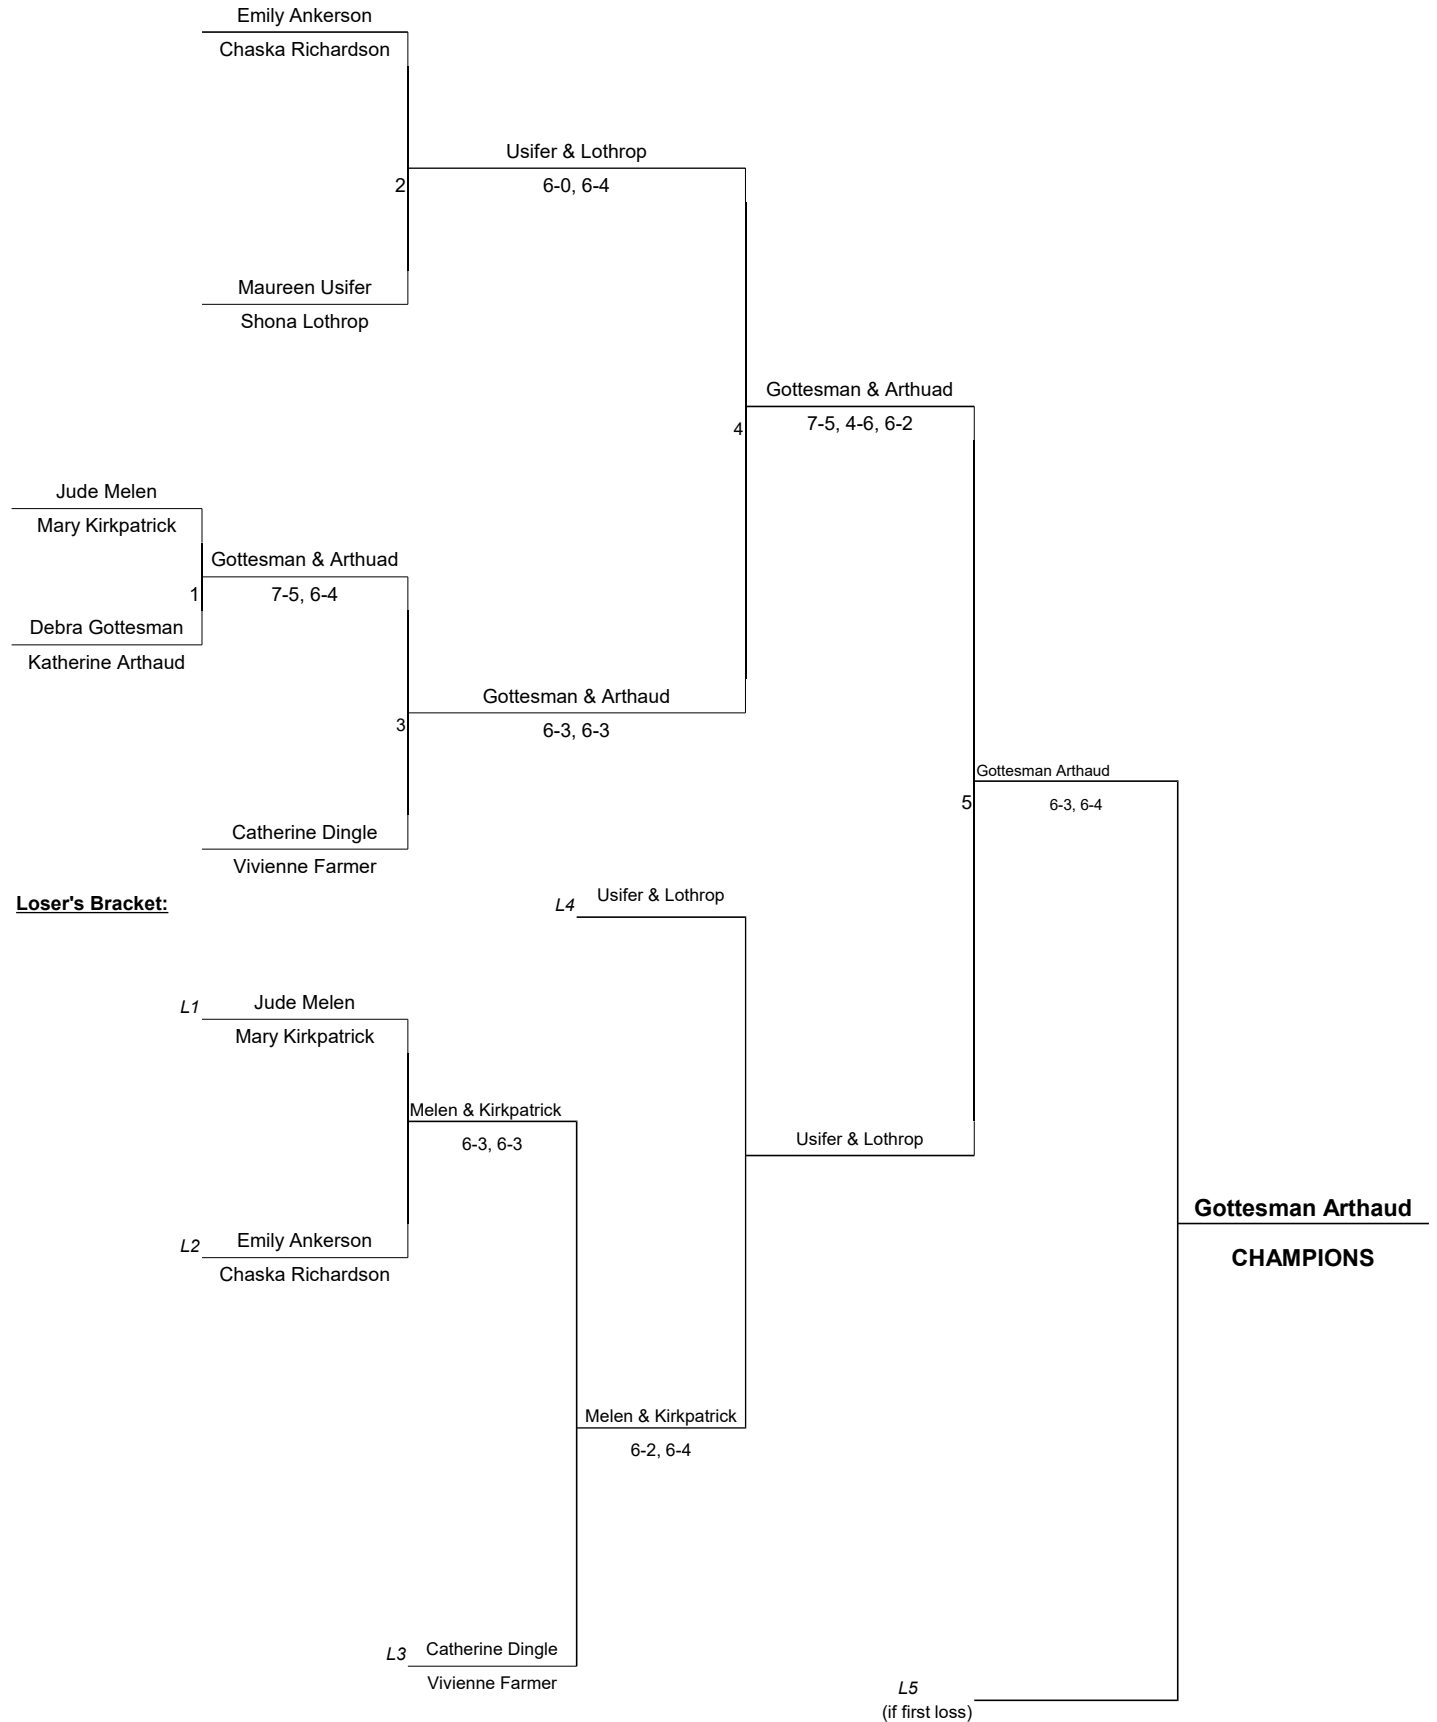 Emily Ankerson
Chaska Richardson
Usifer & Lothrop
2
6-0, 6-4
Maureen Usifer
Shona Lothrop
Gottesman & Arthuad
4
7-5, 4-6, 6-2
Jude Melen
Mary Kirkpatrick
Gottesman & Arthuad
1
7-5, 6-4
Debra Gottesman
Katherine Arthaud
Gottesman & Arthaud
3
6-3, 6-3
Gottesman Arthaud
5
6-3, 6-4
Catherine Dingle
Vivienne Farmer
Loser's Bracket:
L4
Usifer & Lothrop
L1
Jude Melen
Mary Kirkpatrick
Melen & Kirkpatrick
6-3, 6-3
Usifer & Lothrop
Gottesman Arthaud
CHAMPIONS
L2
Emily Ankerson
Chaska Richardson
Melen & Kirkpatrick
6-2, 6-4
L3
Catherine Dingle
Vivienne Farmer
L5
(if first loss)